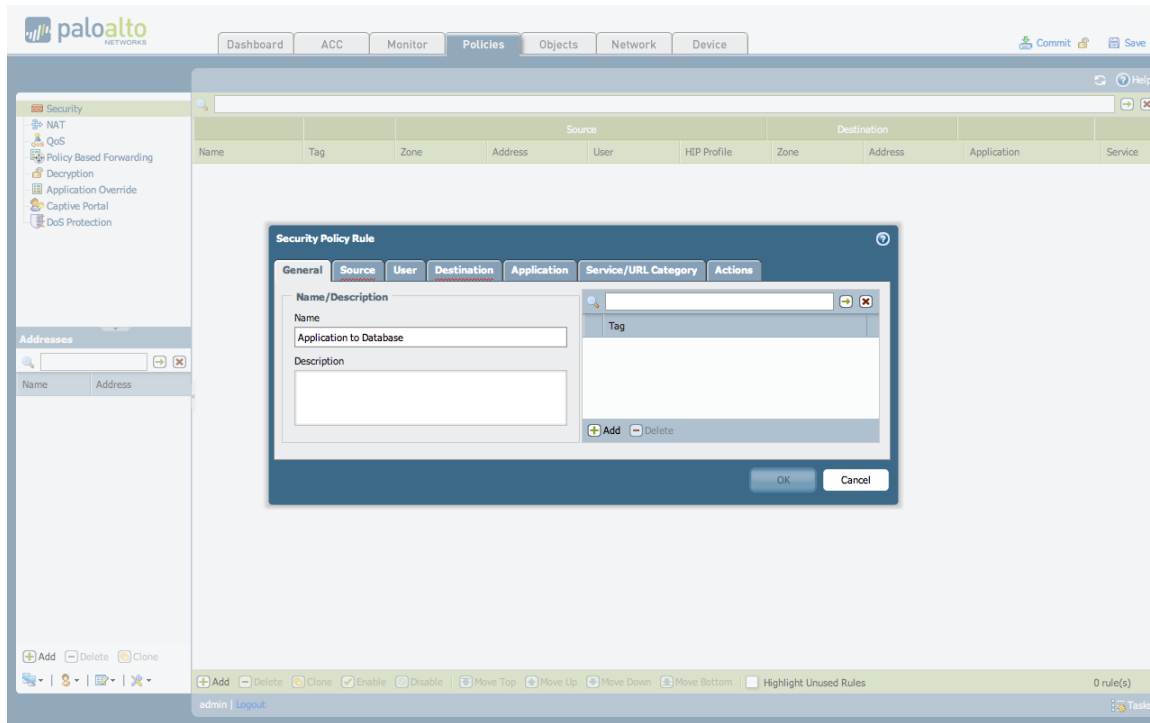 paloalto
NETWORKS
Dashboard ACC Monitor Policies Objects Network Device
Commit Save
Help
Security
NAT
QoS
Policy Based Forwarding
Decryption
Application Override
Captive Portal
DoS Protection
Source Destination
Name Tag Zone Address User HIP Profile Zone Address Application Service
Security Policy Rule
General Source User Destination Application Service/URL Category Actions
Name/Description
Name
Application to Database
Description
Tag
Add Delete
OK Cancel
Addresses
Name Address
Add Delete Clone
Add Delete Clone Enable Disable Move Top Move Up Move Down Move Bottom Highlight Unused Rules 0 rule(s)
admin | Logout
Tasks